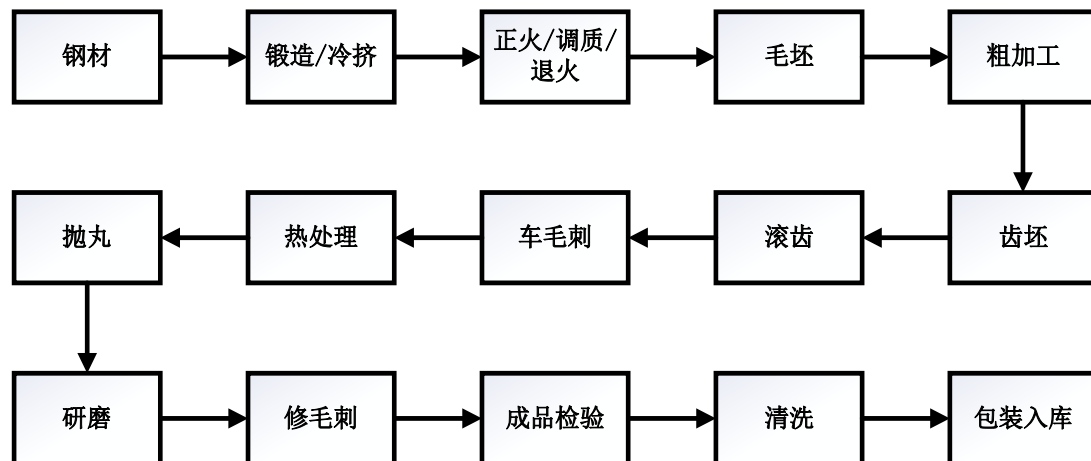 钢材
锻造/冷挤
正火/调质/
退火
毛坯
粗加工
齿坯
滚齿
车毛刺
热处理
抛丸
研磨
修毛刺
成品检验
清洗
包装入库